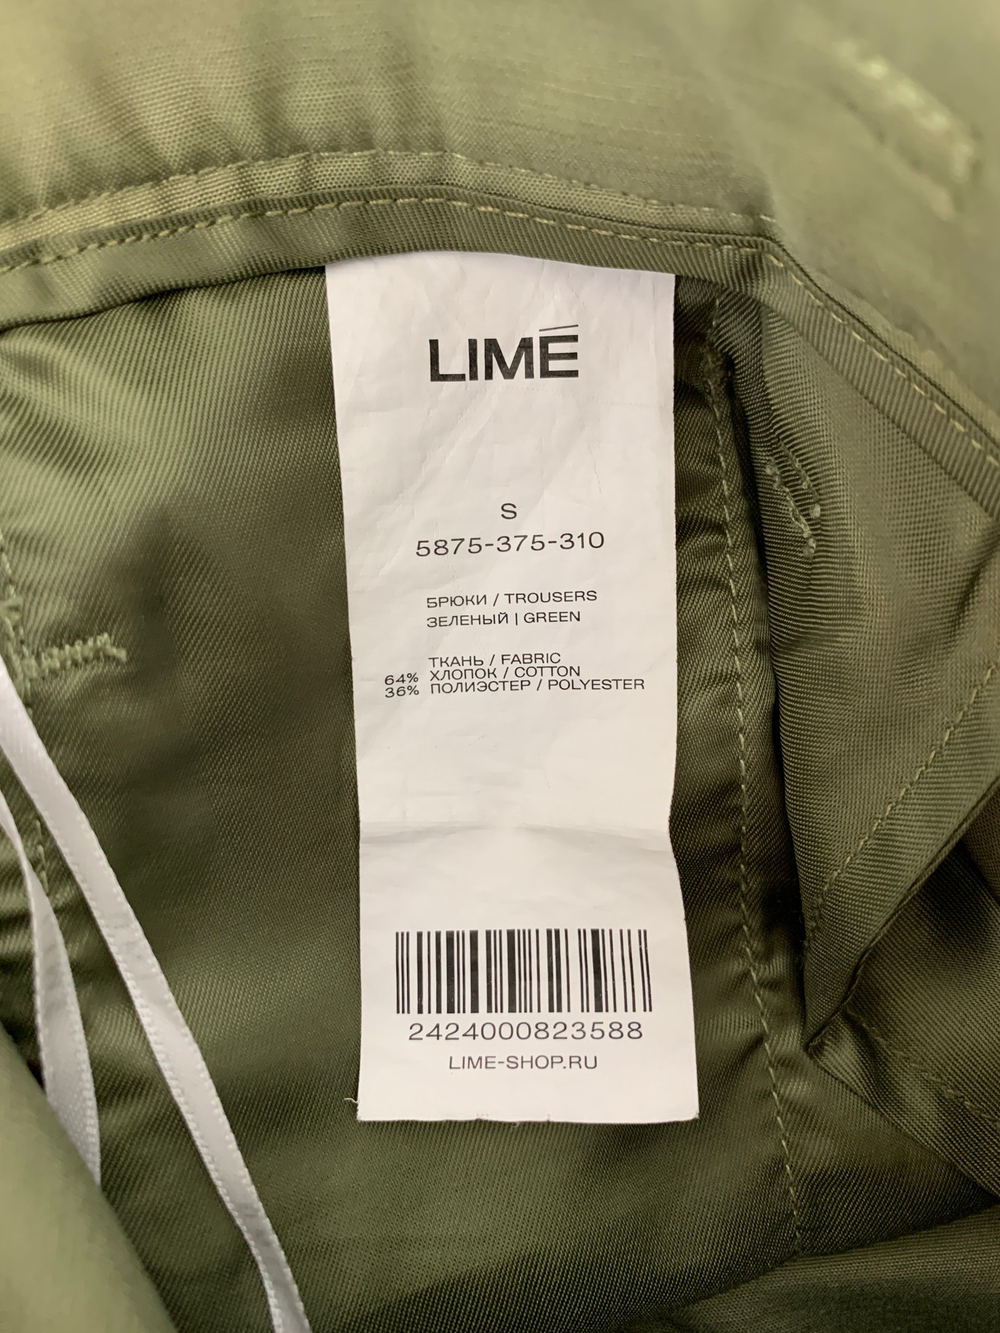 LIMÉ
S
5875-375-310
БРЮКИ / TROUSERS
ЗЕЛЕНЫЙ | GREEN
ТКАНЬ / FABRIC
64% ХЛОПОК / COTTON
36% ПОЛИЭСТЕР / POLYESTER
2424000823588
LIME-SHOP.RU